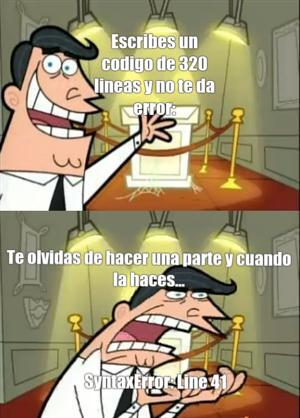 Escribes un
codigo de 320
lineas y no te da
error:
Te olvidas de hacer una parte y cuando
la haces...
SyntaxError: Line 41